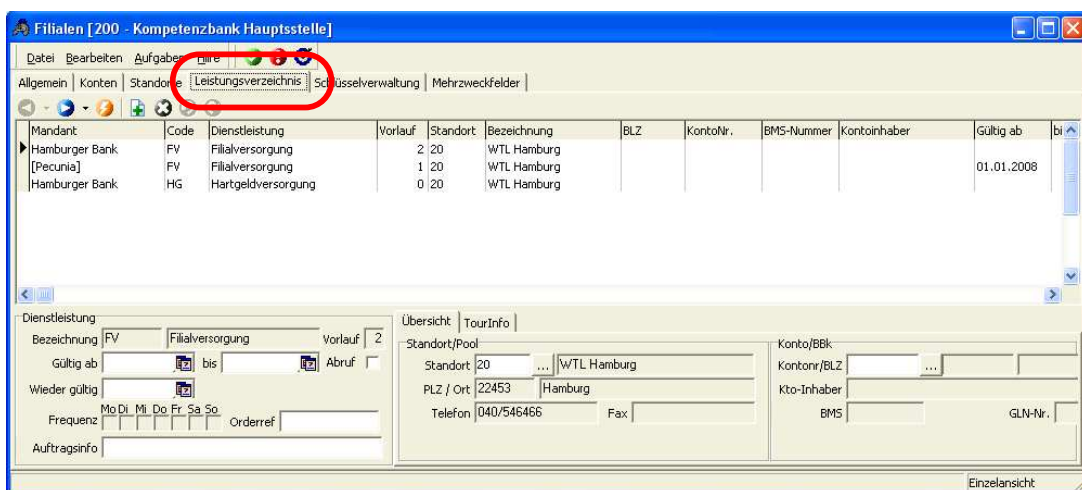 Filialen [200 - Kompetenzbank Hauptsstelle]
Datei Bearbeiten Aufgaben Hilfe
Allgemein Konten Standorte Leistungsverzeichnis Schlüsselverwaltung Mehrzweckfelder
Mandant Code Dienstleistung Vorlauf Standort Bezeichnung BLZ KontoNr. BMS-Nummer Kontoinhaber Gültig ab bi
Hamburger Bank FV Filialversorgung 2 20 WTL Hamburg
[Pecunia] FV Filialversorgung 1 20 WTL Hamburg 01.01.2008
Hamburger Bank HG Hartgeldversorgung 0 20 WTL Hamburg
Dienstleistung
Bezeichnung FV Filialversorgung Vorlauf 2
Gültig ab bis Abruf
Wieder gültig
Mo Di Mi Do Fr Sa So
Frequenz Orderref
Auftragsinfo
Übersicht TourInfo
Standort/Pool
Standort 20 ... WTL Hamburg
PLZ / Ort 22453 Hamburg
Telefon 040/546466 Fax
Konto/BBk
Kontonr/BLZ ...
Kto-Inhaber
BMS GLN-Nr.
Einzelansicht